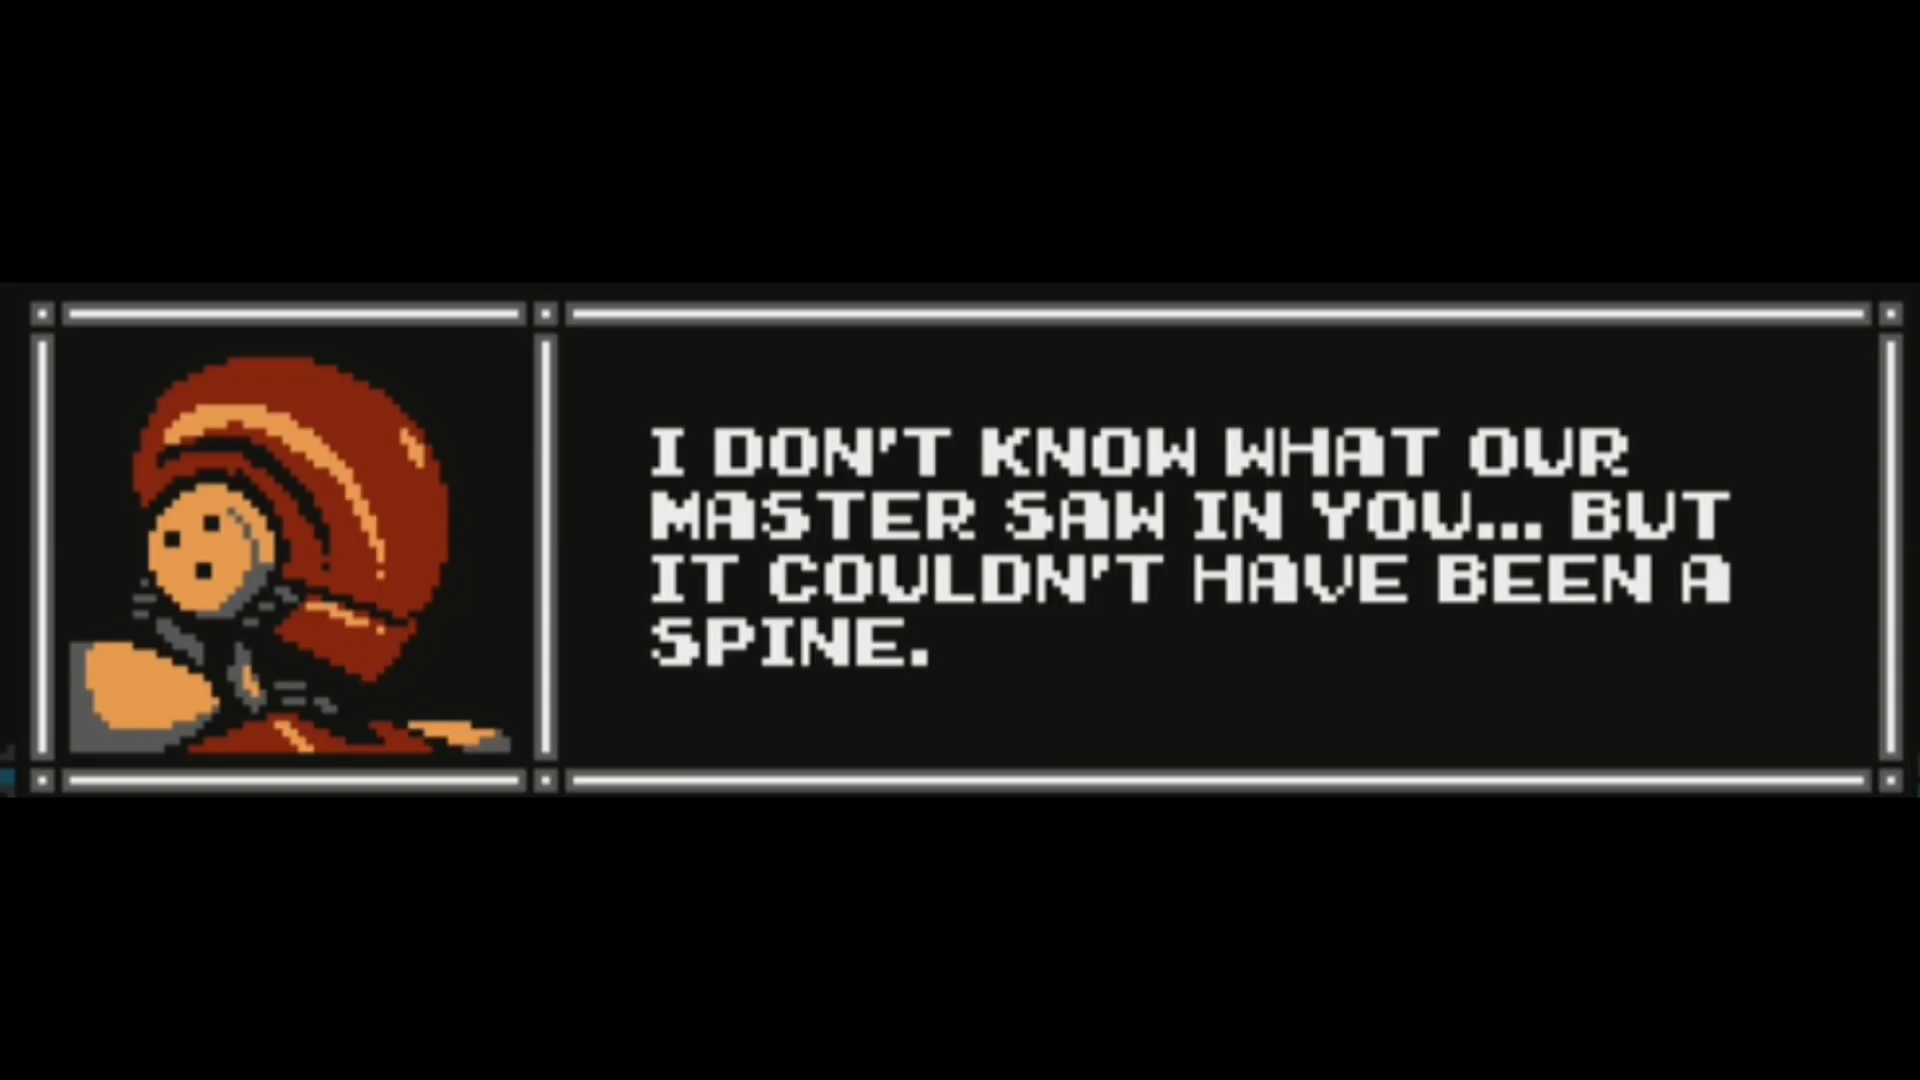 I DON'T KNOW WHAT OUR
MASTER SAW IN YOU... BUT
IT COULDN'T HAVE BEEN A
SPINE.